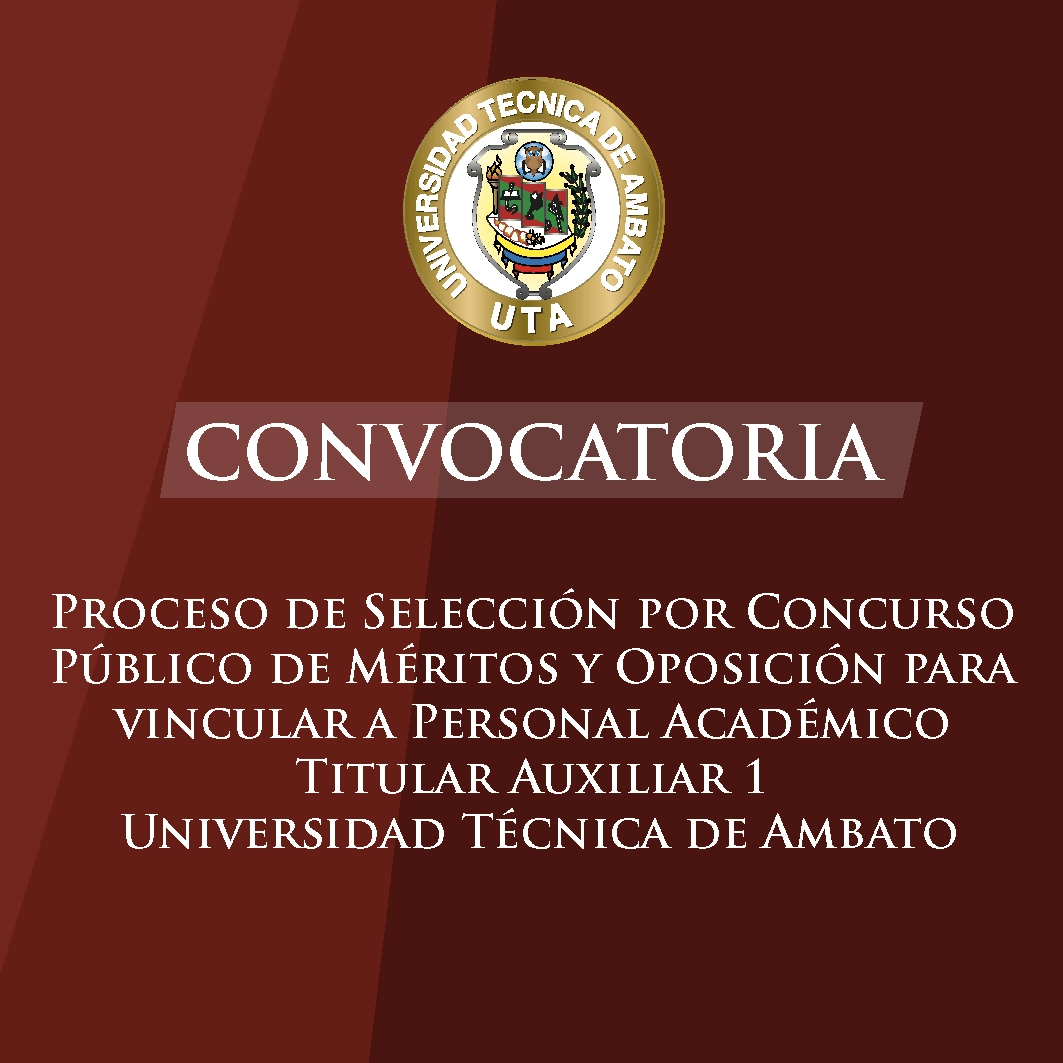 UNIVERSIDAD TECNICA DE AMBATO
UTA
CONVOCATORIA
Proceso de Selección por Concurso
Público de Méritos y Oposición para
vincular a Personal Académico
Titular Auxiliar 1
Universidad Técnica de Ambato